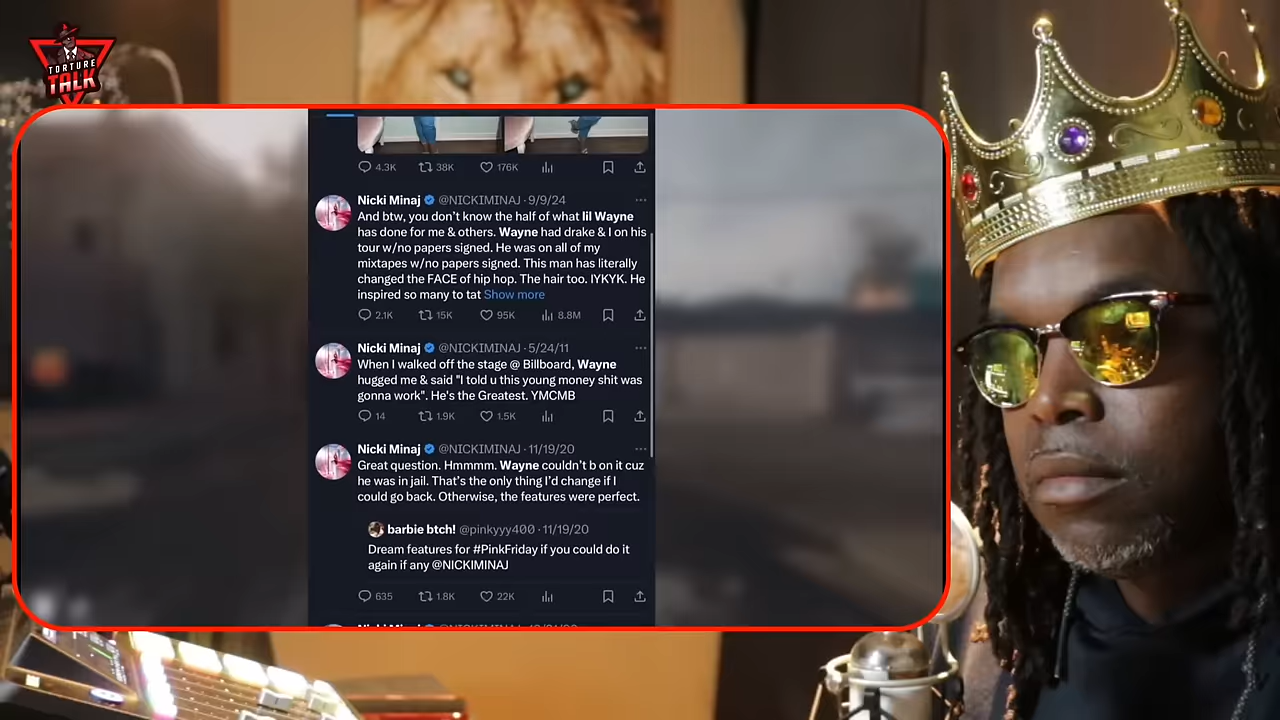 TORTURE
TALK
4.3K 38K 176K
Nicki Minaj @NICKIMINAJ · 9/9/24
And btw, you don't know the half of what lil Wayne
has done for me & others. Wayne had drake & I on his
tour w/no papers signed. He was on all of my
mixtapes w/no papers signed. This man has literally
changed the FACE of hip hop. The hair too. IYKYK. He
inspired so many to tat Show more
2.1K 15K 95K 8.8M
Nicki Minaj @NICKIMINAJ · 5/24/11
When I walked off the stage @ Billboard, Wayne
hugged me & said "I told u this young money shit was
gonna work". He's the Greatest. YMCMB
14 1.9K 1.5K
Nicki Minaj @NICKIMINAJ · 11/19/20
Great question. Hmmmm. Wayne couldn't b on it cuz
he was in jail. That's the only thing I'd change if I
could go back. Otherwise, the features were perfect.
barbie btch! @pinkyyy400 · 11/19/20
Dream features for #PinkFriday if you could do it
again if any @NICKIMINAJ
635 1.8K 22K